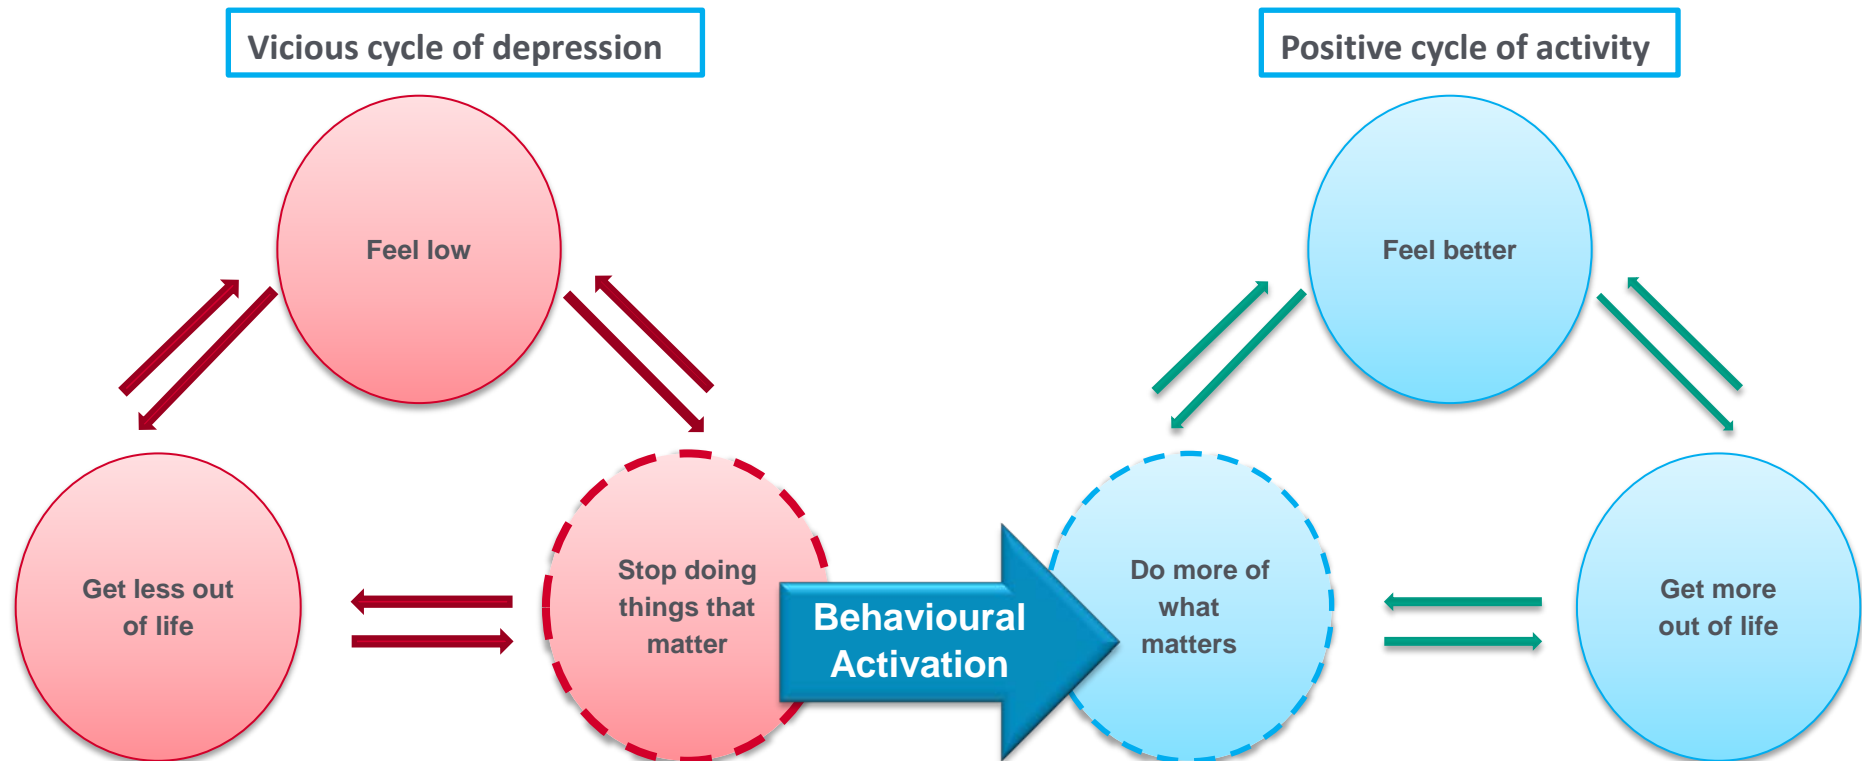 Vicious cycle of depression
Positive cycle of activity
Feel low
Feel better
Get less out
of life
Stop doing
things that
matter
Behavioural
Activation
Do more of
what
matters
Get more
out of life